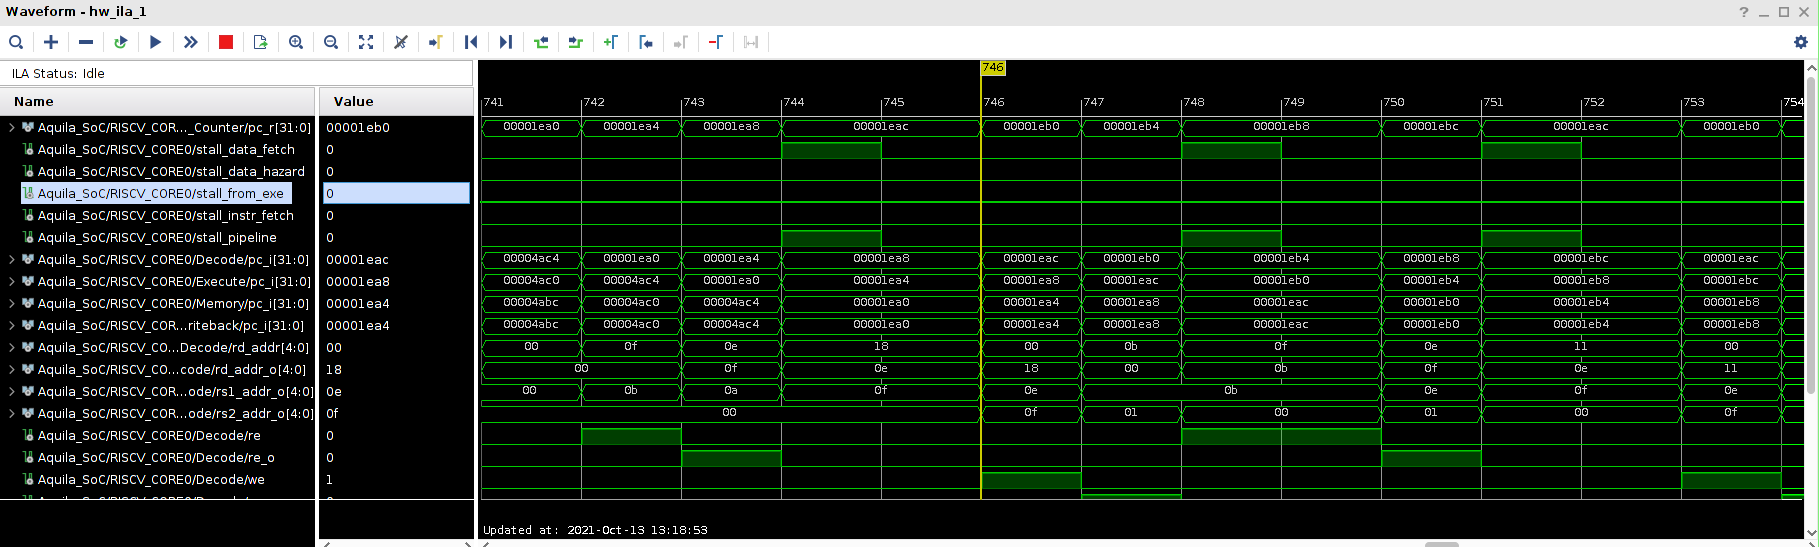 Waveform - hw_ila_1
ILA Status: Idle
Name Value
741 742 743 744 745 746 747 748 749 750 751 752 753 754
746
Aquila_SoC/RISCV_COR..._Counter/pc_r[31:0] 00001eb0 00001ea0 00001ea4 00001ea8 00001eac 00001eb0 00001eb4 00001eb8 00001ebc 00001eac 00001eb0
Aquila_SoC/RISCV_CORE0/stall_data_fetch 0
Aquila_SoC/RISCV_CORE0/stall_data_hazard 0
Aquila_SoC/RISCV_CORE0/stall_from_exe 0
Aquila_SoC/RISCV_CORE0/stall_instr_fetch 0
Aquila_SoC/RISCV_CORE0/stall_pipeline 0
Aquila_SoC/RISCV_CORE0/Decode/pc_i[31:0] 00001eac 00004ac4 00001ea0 00001ea4 00001ea8 00001eac 00001eb0 00001eb4 00001eb8 00001ebc 00001eac
Aquila_SoC/RISCV_CORE0/Execute/pc_i[31:0] 00001ea8 00004ac0 00004ac4 00001ea0 00001ea4 00001ea8 00001eac 00001eb0 00001eb4 00001eb8 00001ebc
Aquila_SoC/RISCV_CORE0/Memory/pc_i[31:0] 00001ea4 00004abc 00004ac0 00004ac4 00001ea0 00001ea4 00001ea8 00001eac 00001eb0 00001eb4 00001eb8
Aquila_SoC/RISCV_COR...riteback/pc_i[31:0] 00001ea4 00004abc 00004ac0 00004ac4 00001ea0 00001ea4 00001ea8 00001eac 00001eb0 00001eb4 00001eb8
Aquila_SoC/RISCV_CO...Decode/rd_addr[4:0] 00 00 0f 0e 18 00 0b 0f 0e 11 00
Aquila_SoC/RISCV_CO...code/rd_addr_o[4:0] 18 00 0f 0e 18 00 0b 0f 0e 11
Aquila_SoC/RISCV_COR...ode/rs1_addr_o[4:0] 0e 00 0b 0a 0f 0e 0b 0e 0f 0e
Aquila_SoC/RISCV_COR...ode/rs2_addr_o[4:0] 0f 00 0f 01 00 01 00 0f
Aquila_SoC/RISCV_CORE0/Decode/re 0
Aquila_SoC/RISCV_CORE0/Decode/re_o 0
Aquila_SoC/RISCV_CORE0/Decode/we 1
Updated at: 2021-Oct-13 13:18:53